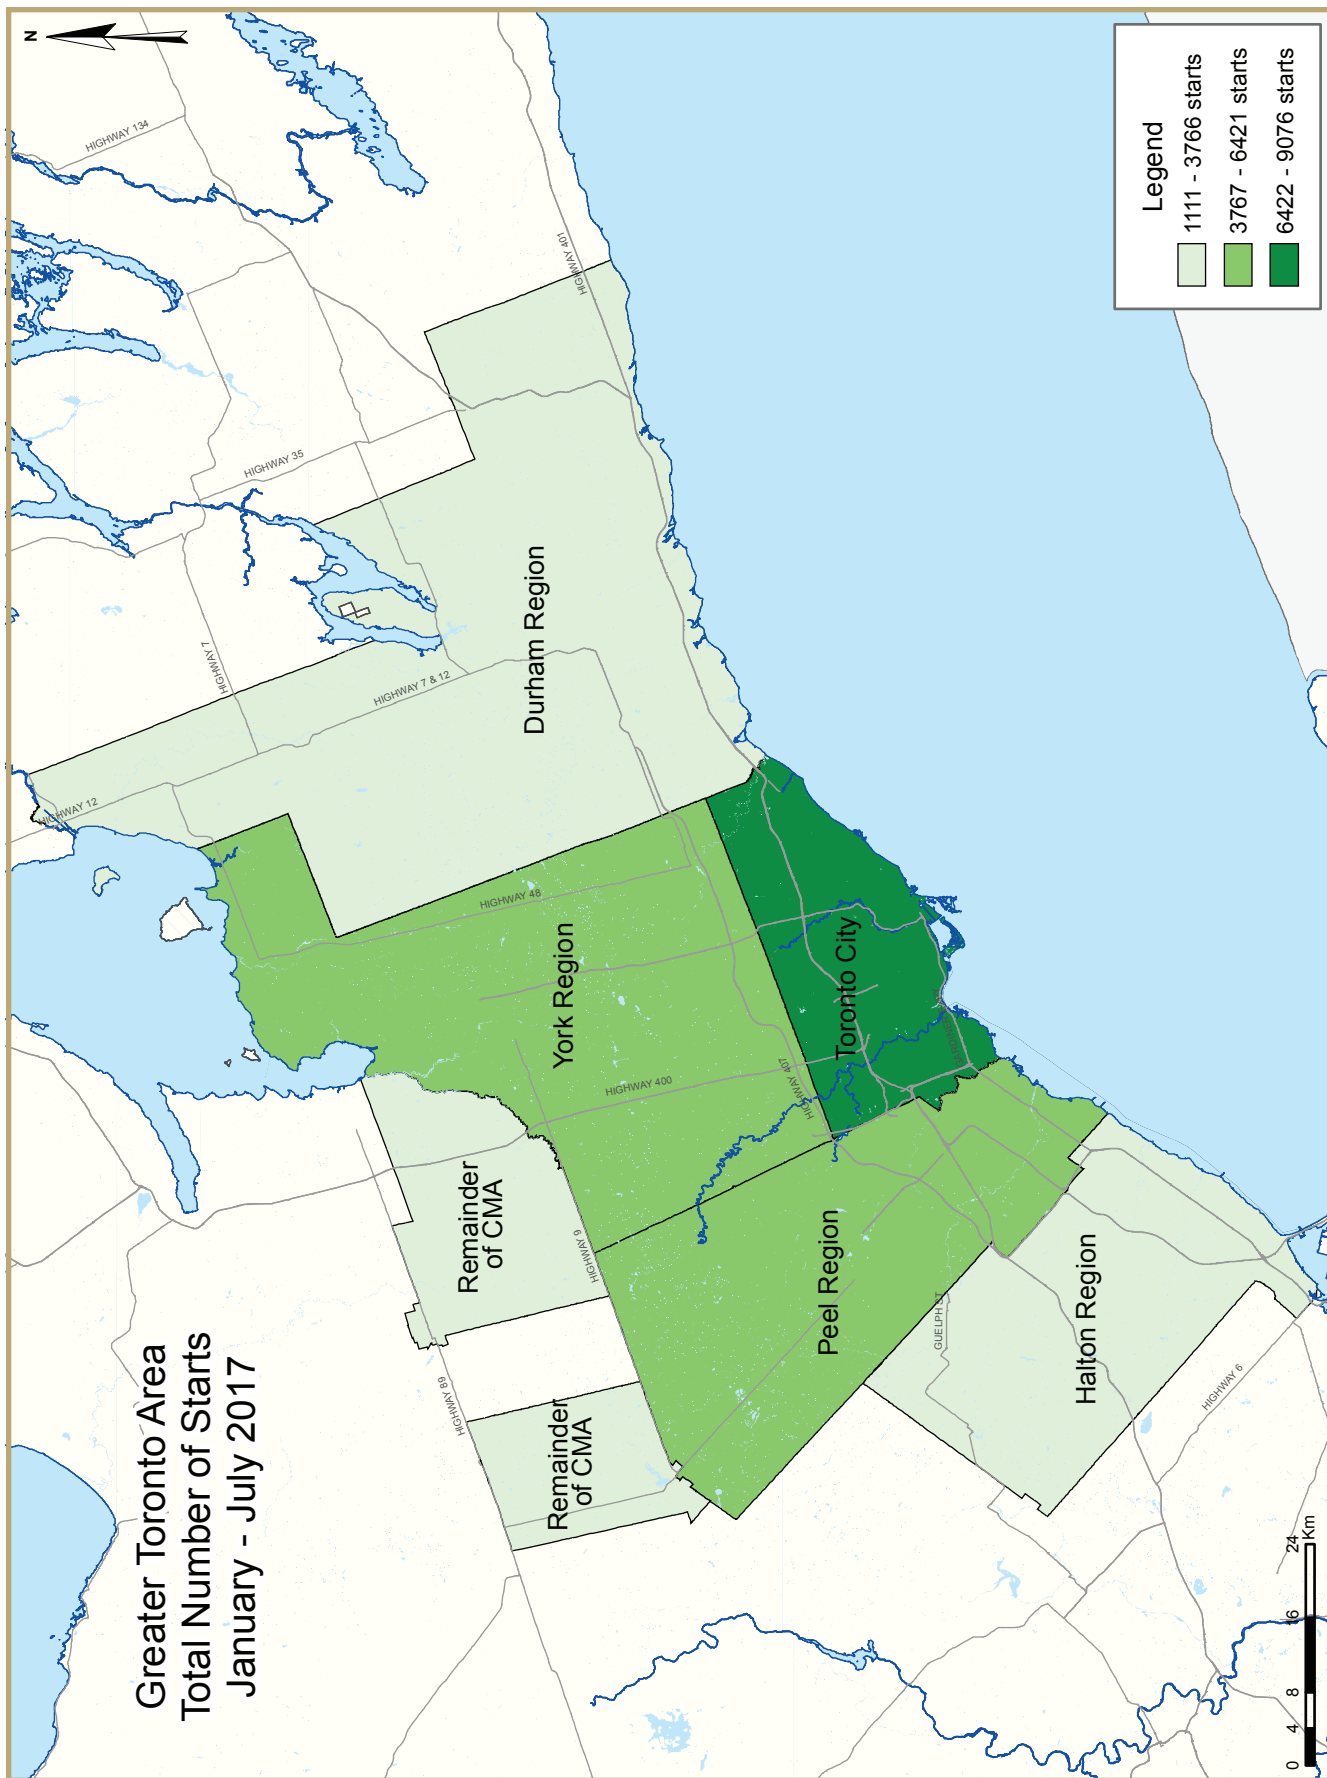 Greater Toronto Area
Total Number of Starts
January - July 2017
N
HIGHWAY 12
HIGHWAY 7
HIGHWAY 134
HIGHWAY 35
HIGHWAY 7 & 12
HIGHWAY 89
Remainder
of CMA
Remainder
of CMA
HIGHWAY 9
HIGHWAY 48
York Region
HIGHWAY 400
Durham Region
HIGHWAY 401
HIGHWAY 407
Peel Region
Toronto City
GUELPH ST
Halton Region
HIGHWAY 6
Legend
1111 - 3766 starts
3767 - 6421 starts
6422 - 9076 starts
0 4 8 16 24
Km